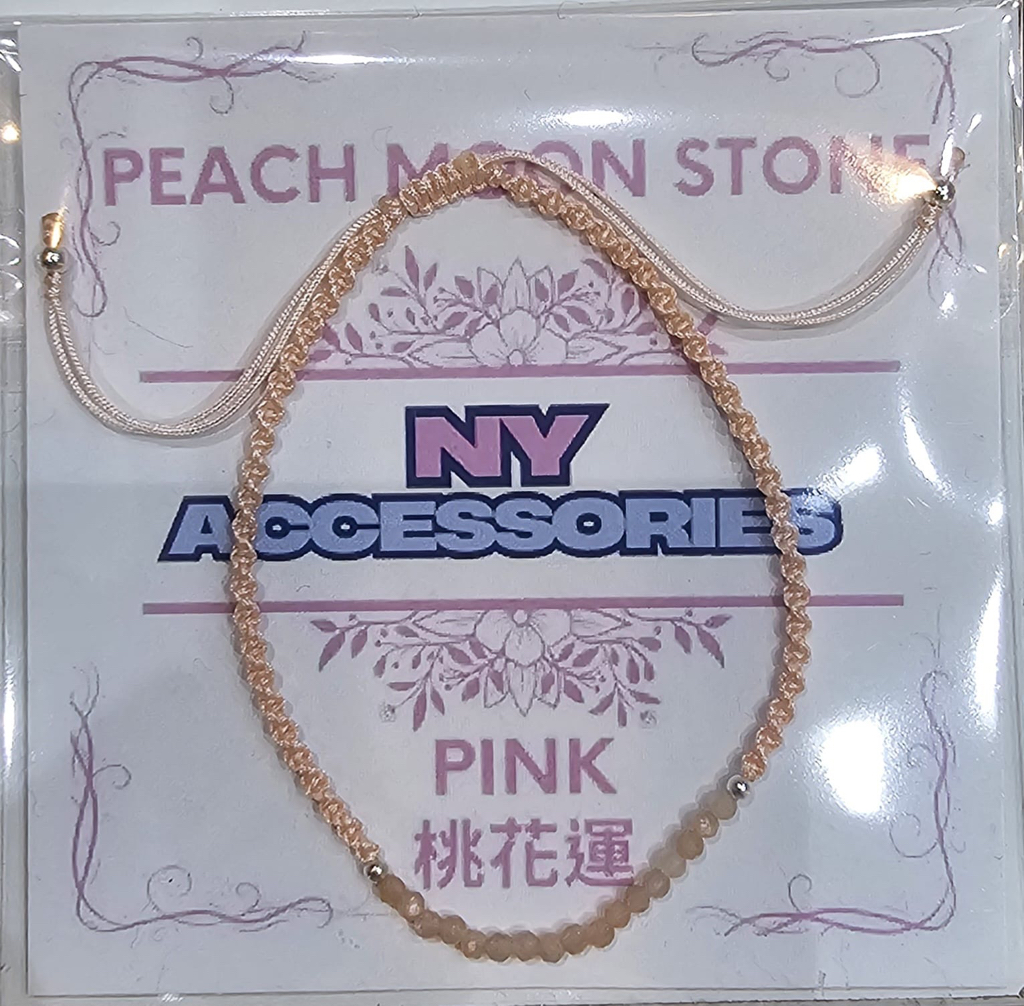 PEACH MOON STONE
NY
ACCESSORIES
PINK
桃花運